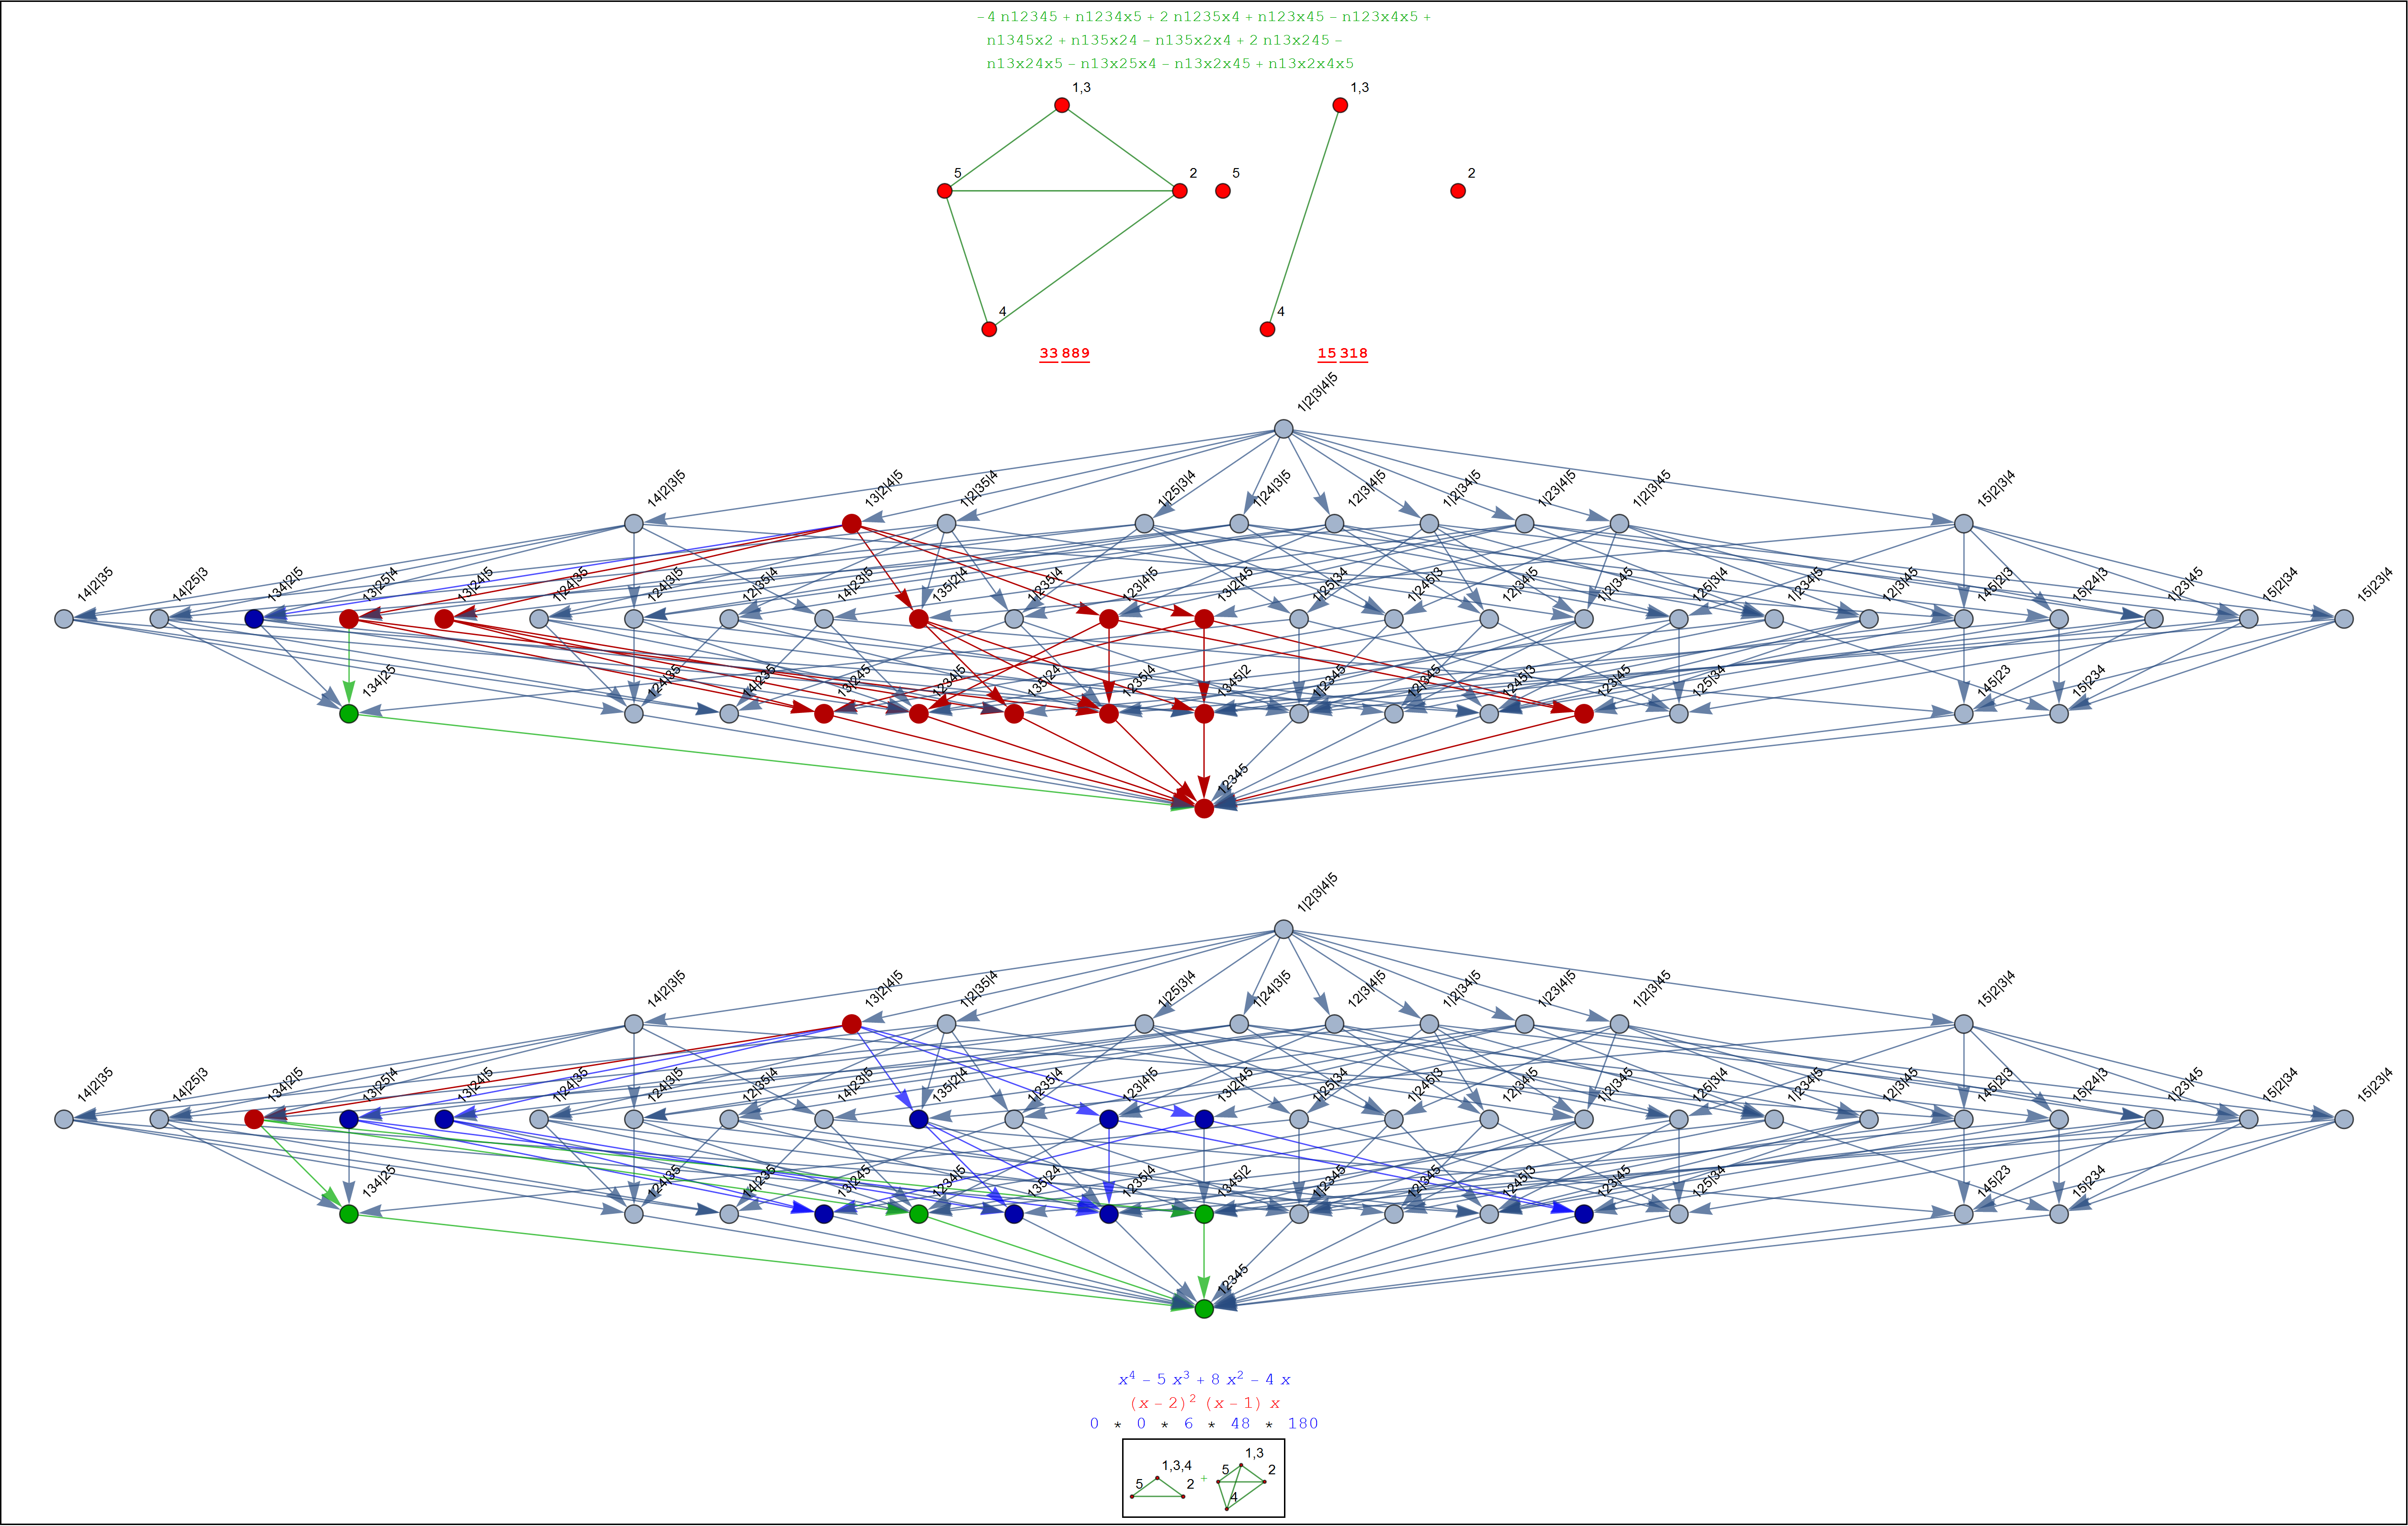 −4 n12345 + n1234x5 + 2 n1235x4 + n123x45 − n123x4x5 +
n1345x2 + n135x24 − n135x2x4 + 2 n13x245 −
n13x24x5 − n13x25x4 − n13x2x45 + n13x2x4x5
1,3 1,3
5 2 5 2
4 4
33 889 15 318
1|2|3|4|5
14|2|3|5 13|2|4|5 1|2|35|4 1|25|3|4 1|24|3|5 12|3|4|5 1|2|34|5 1|23|4|5 1|2|3|45 15|2|3|4
14|2|35 14|25|3 134|2|5 13|25|4 13|24|5 1|24|35 124|3|5 12|35|4 14|23|5 135|2|4 1|235|4 123|4|5 13|2|45 1|25|34 1|245|3 12|34|5 1|2|345 125|3|4 1|234|5 12|3|45 145|2|3 15|24|3 1|23|45 15|2|34 15|23|4
134|25 124|35 14|235 13|245 1234|5 135|24 1235|4 1345|2 1|2345 12|345 1245|3 123|45 125|34 145|23 15|234
12345
1|2|3|4|5
14|2|3|5 13|2|4|5 1|2|35|4 1|25|3|4 1|24|3|5 12|3|4|5 1|2|34|5 1|23|4|5 1|2|3|45 15|2|3|4
14|2|35 14|25|3 134|2|5 13|25|4 13|24|5 1|24|35 124|3|5 12|35|4 14|23|5 135|2|4 1|235|4 123|4|5 13|2|45 1|25|34 1|245|3 12|34|5 1|2|345 125|3|4 1|234|5 12|3|45 145|2|3 15|24|3 1|23|45 15|2|34 15|23|4
134|25 124|35 14|235 13|245 1234|5 135|24 1235|4 1345|2 1|2345 12|345 1245|3 123|45 125|34 145|23 15|234
12345
x⁴ − 5 x³ + 8 x² − 4 x
(x − 2)² (x − 1) x
0 * 0 * 6 * 48 * 180
1,3,4 1,3
5 2 + 5 2
4